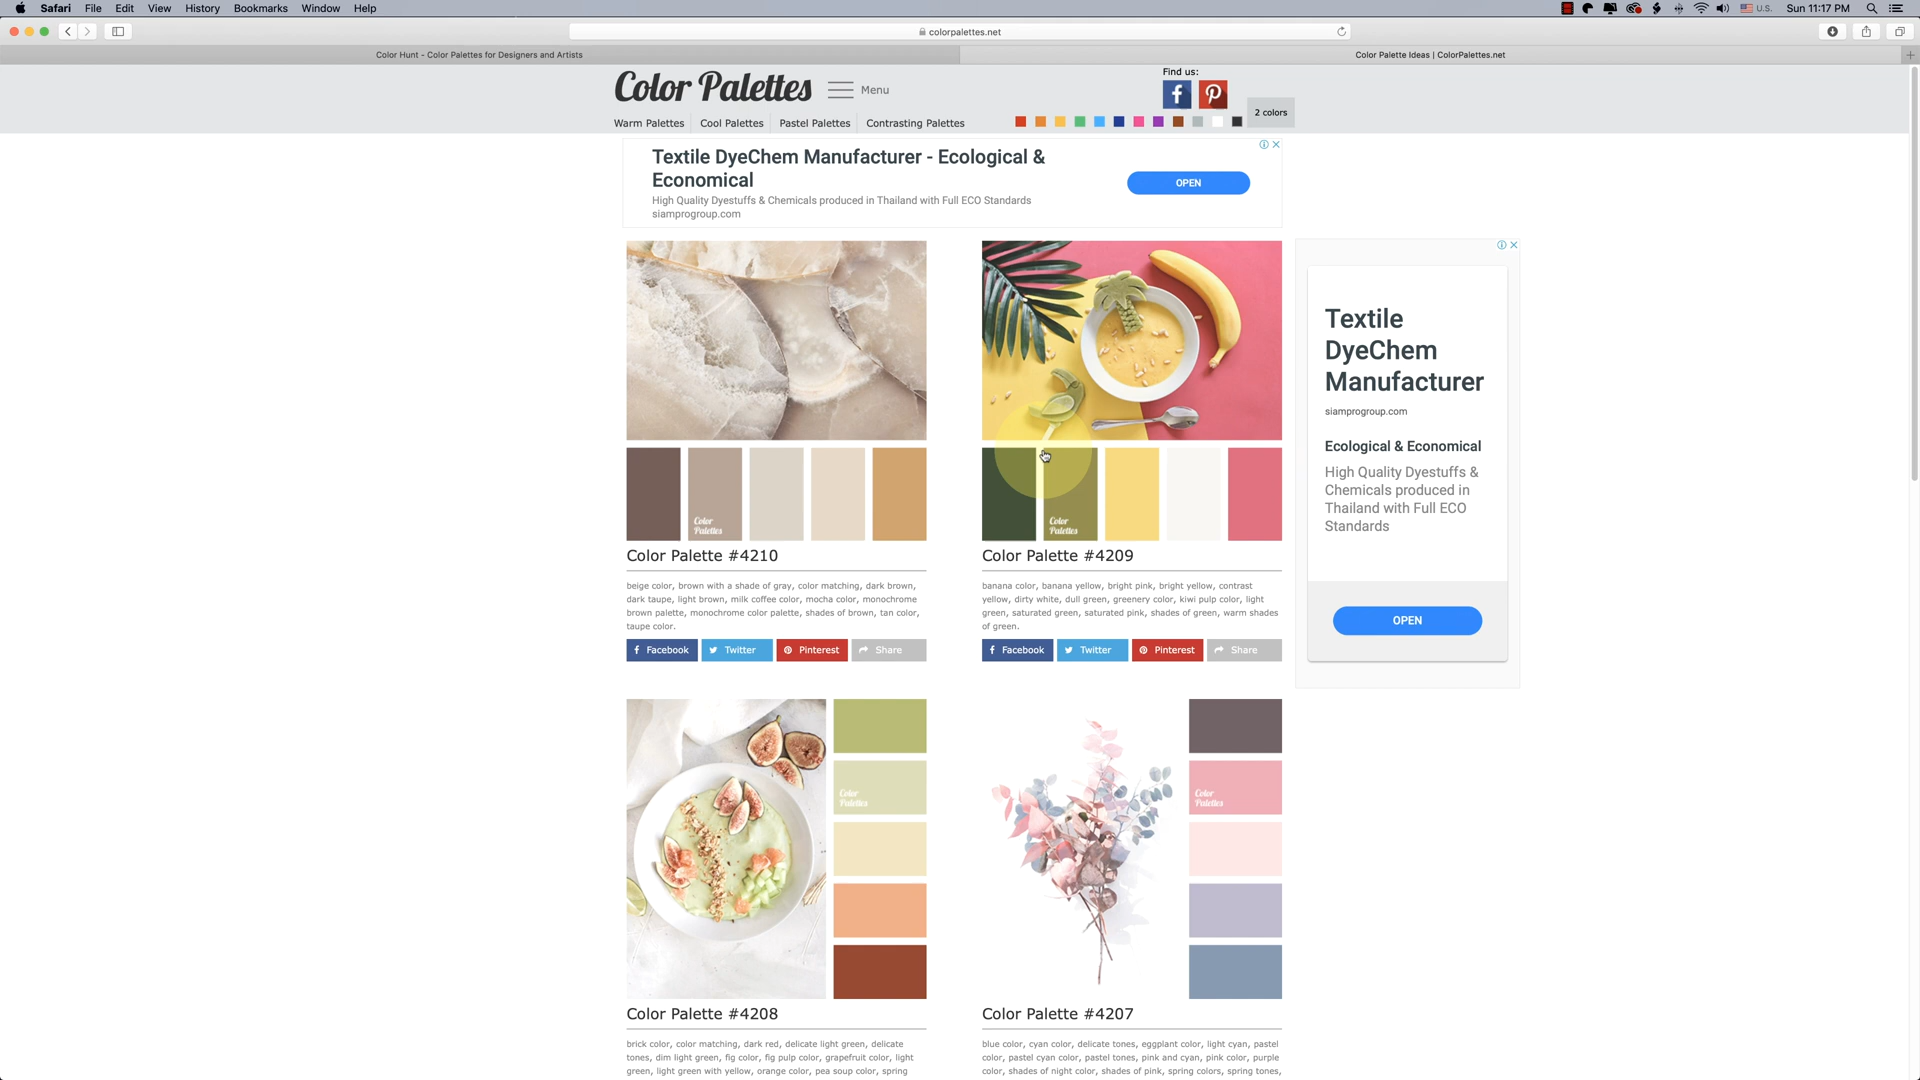 Safari File Edit View History Bookmarks Window Help
U.S. Sun 11:17 PM
colorpalettes.net
Color Hunt - Color Palettes for Designers and Artists
Color Palette Ideas | ColorPalettes.net
Color Palettes
Menu
Find us:
Warm Palettes Cool Palettes Pastel Palettes Contrasting Palettes
2 colors
Textile DyeChem Manufacturer - Ecological &
Economical
High Quality Dyestuffs & Chemicals produced in Thailand with Full ECO Standards
siamprogroup.com
OPEN
Color
Palettes
Color Palette #4210
beige color, brown with a shade of gray, color matching, dark brown,
dark taupe, light brown, milk coffee color, mocha color, monochrome
brown palette, monochrome color palette, shades of brown, tan color,
taupe color.
Facebook Twitter Pinterest Share
Color
Palettes
Color Palette #4209
banana color, banana yellow, bright pink, bright yellow, contrast
yellow, dirty white, dull green, greenery color, kiwi pulp color, light
green, saturated green, saturated pink, shades of green, warm shades
of green.
Facebook Twitter Pinterest Share
Textile
DyeChem
Manufacturer
siamprogroup.com
Ecological & Economical
High Quality Dyestuffs &
Chemicals produced in
Thailand with Full ECO
Standards
OPEN
Color
Palettes
Color Palette #4208
brick color, color matching, dark red, delicate light green, delicate
tones, dim light green, fig color, fig pulp color, grapefruit color, light
green, light green with yellow, orange color, pea soup color, spring
Color
Palettes
Color Palette #4207
blue color, cyan color, delicate tones, eggplant color, light cyan, pastel
color, pastel cyan color, pastel tones, pink and cyan, pink color, purple
color, shades of night color, shades of pink, spring colors, spring tones,